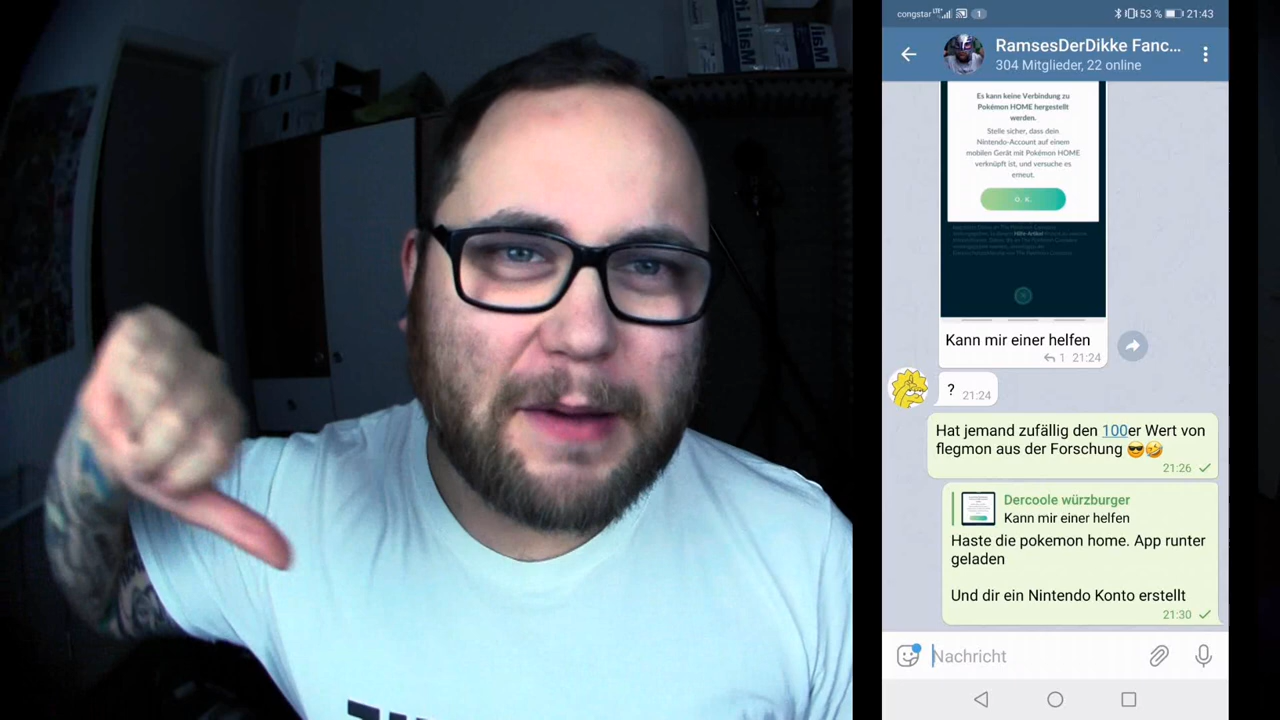 congstar
1
53 %
21:43
RamsesDerDikke Fanc...
304 Mitglieder, 22 online
Es kann keine Verbindung zu
Pokémon HOME hergestellt
werden.
Stelle sicher, dass dein
Nintendo-Account auf einem
mobilen Gerät mit Pokémon HOME
verknüpft ist, und versuche es
erneut.
O. K.
Kann mir einer helfen
1 21:24
? 21:24
Hat jemand zufällig den 100er Wert von
flegmon aus der Forschung 😎🤣
21:26
Dercoole würzburger
Kann mir einer helfen
Haste die pokemon home. App runter
geladen
Und dir ein Nintendo Konto erstellt
21:30
Nachricht